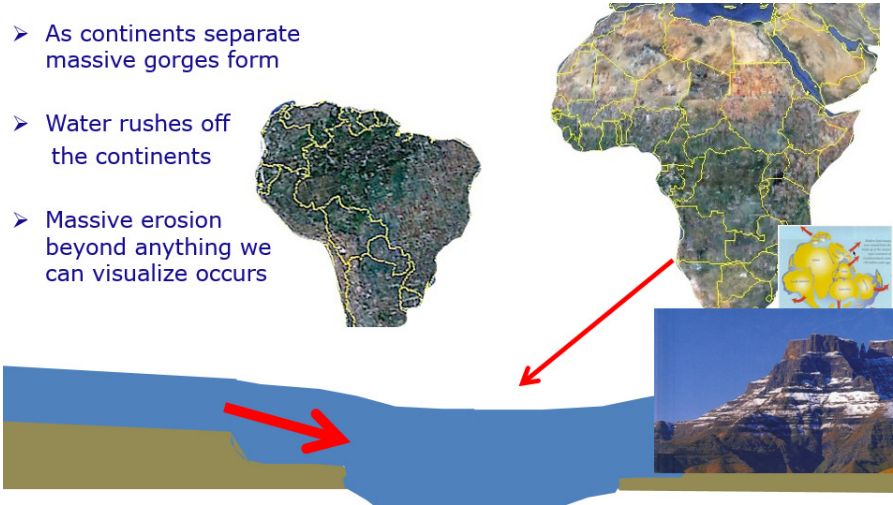 As continents separate
massive gorges form
Water rushes off
the continents
Massive erosion
beyond anything we
can visualize occurs